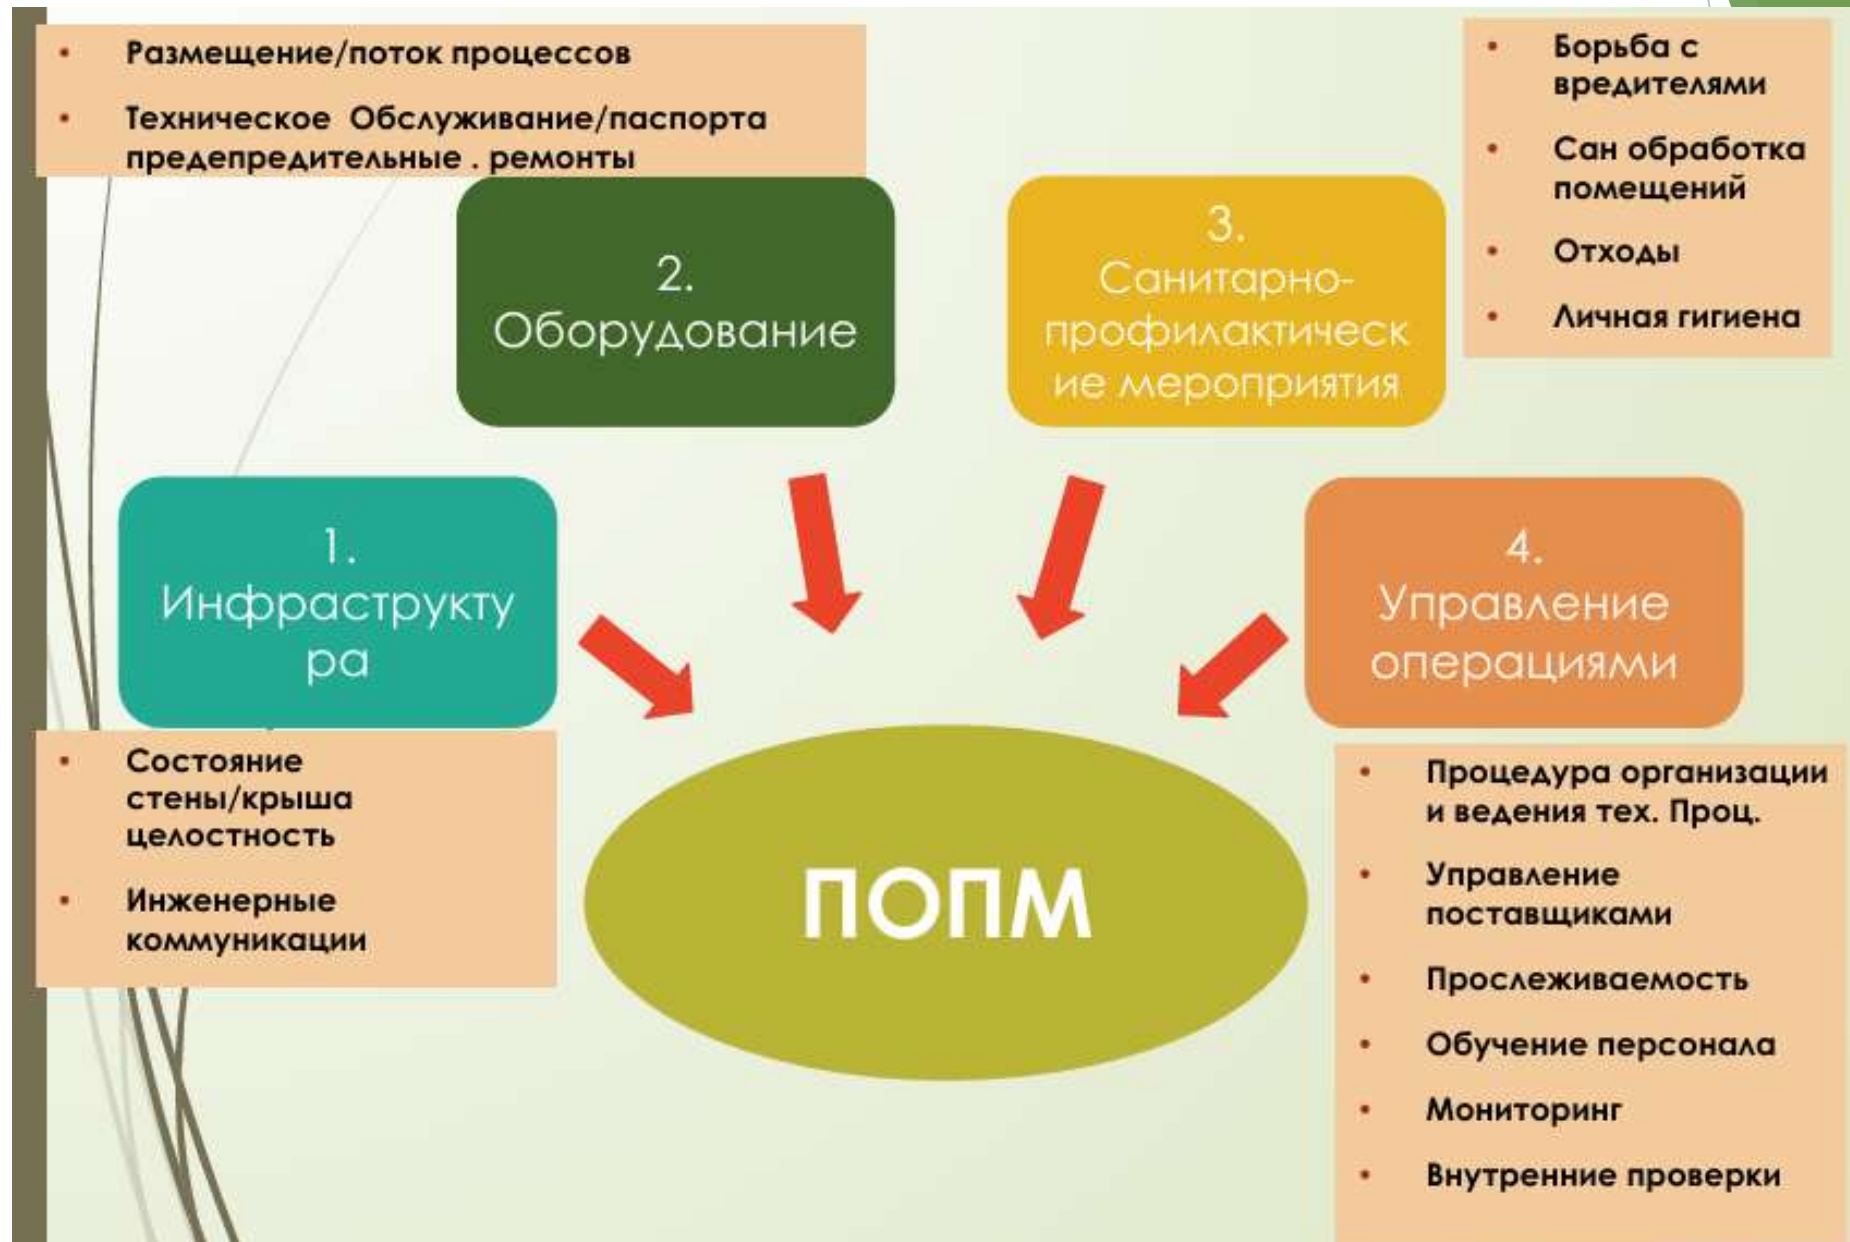 • Размещение/поток процессов
• Техническое Обслуживание/паспорта
предепредительные . ремонты
• Борьба с
вредителями
• Сан обработка
помещений
• Отходы
• Личная гигиена
2.
Оборудование
3.
Санитарно-
профилактическ
ие мероприятия
1.
Инфраструкту
ра
4.
Управление
операциями
• Состояние
стены/крыша
целостность
• Инженерные
коммуникации
ПОПМ
• Процедура организации
и ведения тех. Проц.
• Управление
поставщиками
• Прослеживаемость
• Обучение персонала
• Мониторинг
• Внутренние проверки